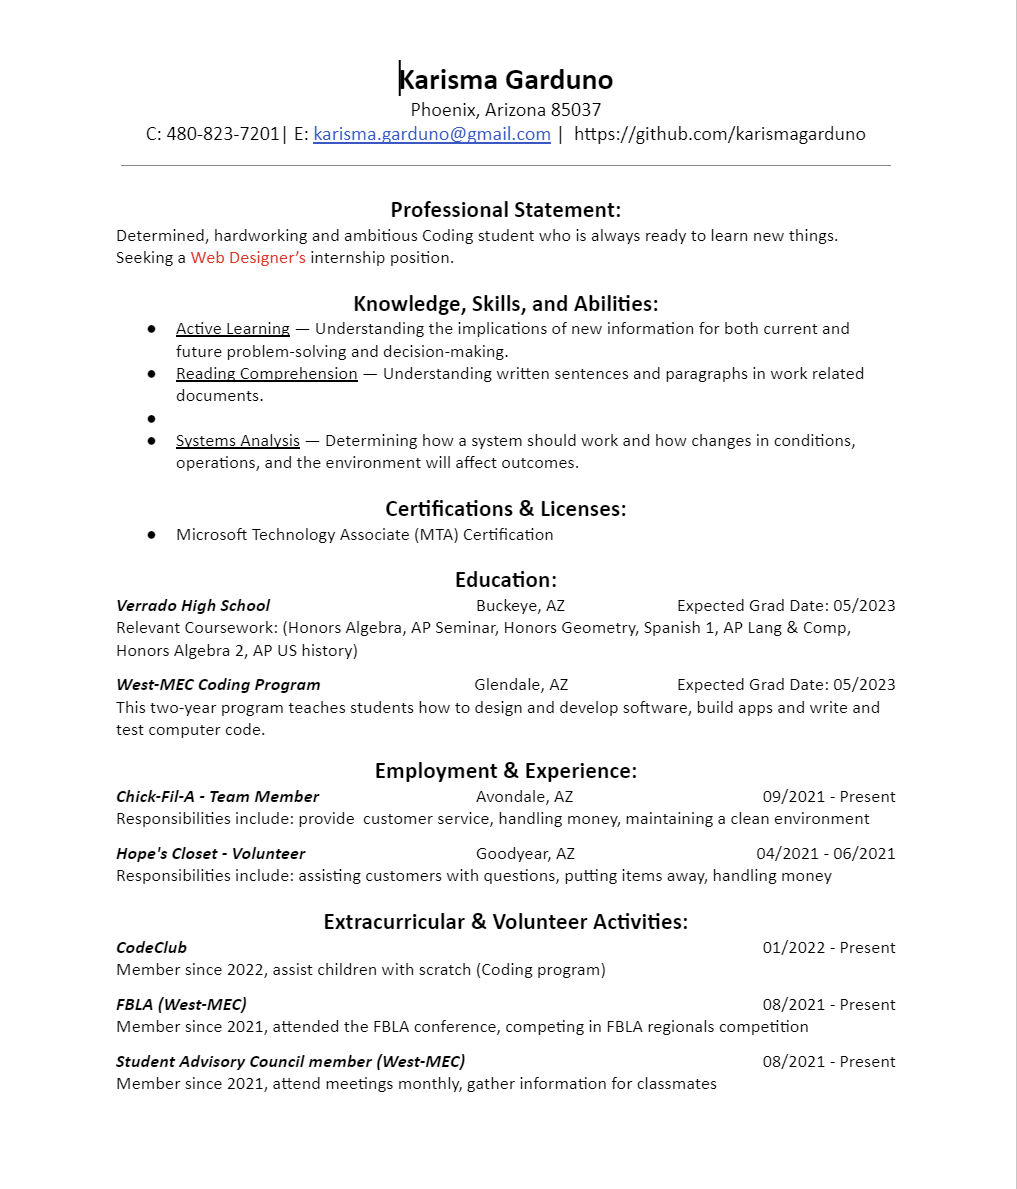 Karisma Garduno
Phoenix, Arizona 85037
C: 480-823-7201| E: karisma.garduno@gmail.com | https://github.com/karismagarduno
Professional Statement:
Determined, hardworking and ambitious Coding student who is always ready to learn new things.
Seeking a Web Designer’s internship position.
Knowledge, Skills, and Abilities:
● Active Learning — Understanding the implications of new information for both current and
future problem-solving and decision-making.
● Reading Comprehension — Understanding written sentences and paragraphs in work related
documents.
●
● Systems Analysis — Determining how a system should work and how changes in conditions,
operations, and the environment will affect outcomes.
Certifications & Licenses:
● Microsoft Technology Associate (MTA) Certification
Education:
Verrado High School Buckeye, AZ Expected Grad Date: 05/2023
Relevant Coursework: (Honors Algebra, AP Seminar, Honors Geometry, Spanish 1, AP Lang & Comp,
Honors Algebra 2, AP US history)
West-MEC Coding Program Glendale, AZ Expected Grad Date: 05/2023
This two-year program teaches students how to design and develop software, build apps and write and
test computer code.
Employment & Experience:
Chick-Fil-A - Team Member Avondale, AZ 09/2021 - Present
Responsibilities include: provide  customer service, handling money, maintaining a clean environment
Hope's Closet - Volunteer Goodyear, AZ 04/2021 - 06/2021
Responsibilities include: assisting customers with questions, putting items away, handling money
Extracurricular & Volunteer Activities:
CodeClub 01/2022 - Present
Member since 2022, assist children with scratch (Coding program)
FBLA (West-MEC) 08/2021 - Present
Member since 2021, attended the FBLA conference, competing in FBLA regionals competition
Student Advisory Council member (West-MEC) 08/2021 - Present
Member since 2021, attend meetings monthly, gather information for classmates